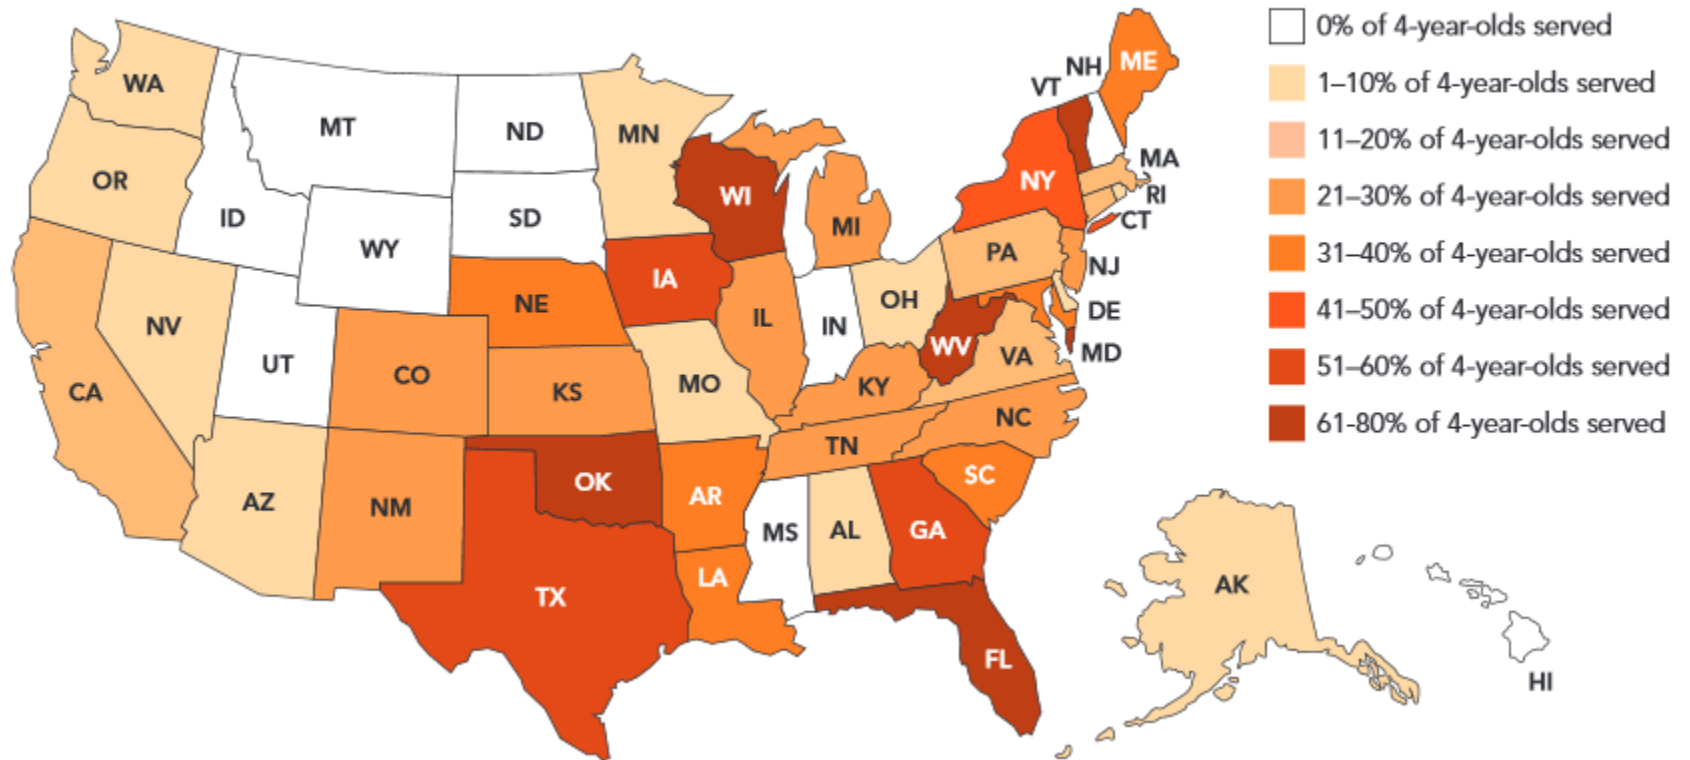 0% of 4-year-olds served
1–10% of 4-year-olds served
11–20% of 4-year-olds served
21–30% of 4-year-olds served
31–40% of 4-year-olds served
41–50% of 4-year-olds served
51–60% of 4-year-olds served
61-80% of 4-year-olds served
WA
MT
ND
MN
VT
NH
ME
OR
ID
WY
SD
WI
MI
NY
MA
RI
CT
NV
UT
CO
NE
IA
IL
IN
OH
PA
NJ
DE
MD
WV
VA
CA
KS
MO
KY
NC
TN
AZ
NM
OK
AR
SC
MS
AL
GA
TX
LA
FL
AK
HI